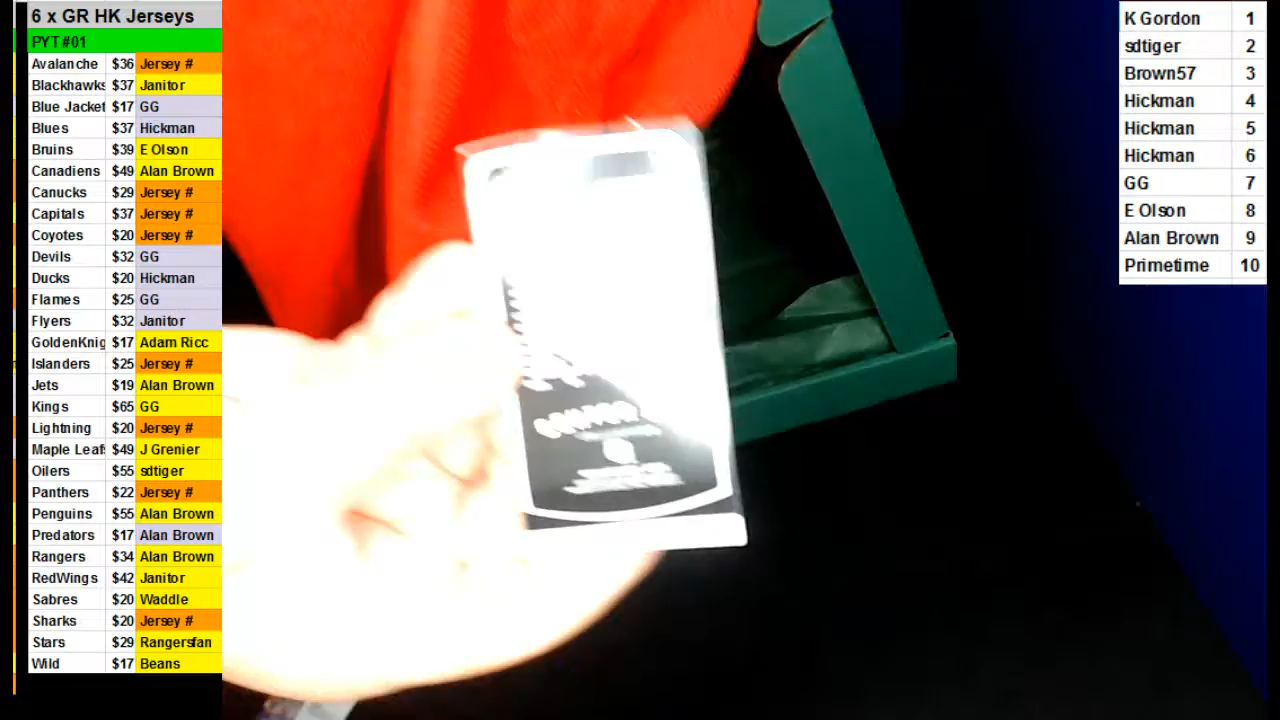 6 x GR HK Jerseys
PYT #01
Avalanche $36 Jersey #
Blackhawks $37 Janitor
Blue Jacket $17 GG
Blues $37 Hickman
Bruins $39 E Olson
Canadiens $49 Alan Brown
Canucks $29 Jersey #
Capitals $37 Jersey #
Coyotes $20 Jersey #
Devils $32 GG
Ducks $20 Hickman
Flames $25 GG
Flyers $32 Janitor
GoldenKnig $17 Adam Ricc
Islanders $25 Jersey #
Jets $19 Alan Brown
Kings $65 GG
Lightning $20 Jersey #
Maple Leaf $49 J Grenier
Oilers $55 sdtiger
Panthers $22 Jersey #
Penguins $55 Alan Brown
Predators $17 Alan Brown
Rangers $34 Alan Brown
RedWings $42 Janitor
Sabres $20 Waddle
Sharks $20 Jersey #
Stars $29 Rangersfan
Wild $17 Beans
K Gordon 1
sdtiger 2
Brown57 3
Hickman 4
Hickman 5
Hickman 6
GG 7
E Olson 8
Alan Brown 9
Primetime 10